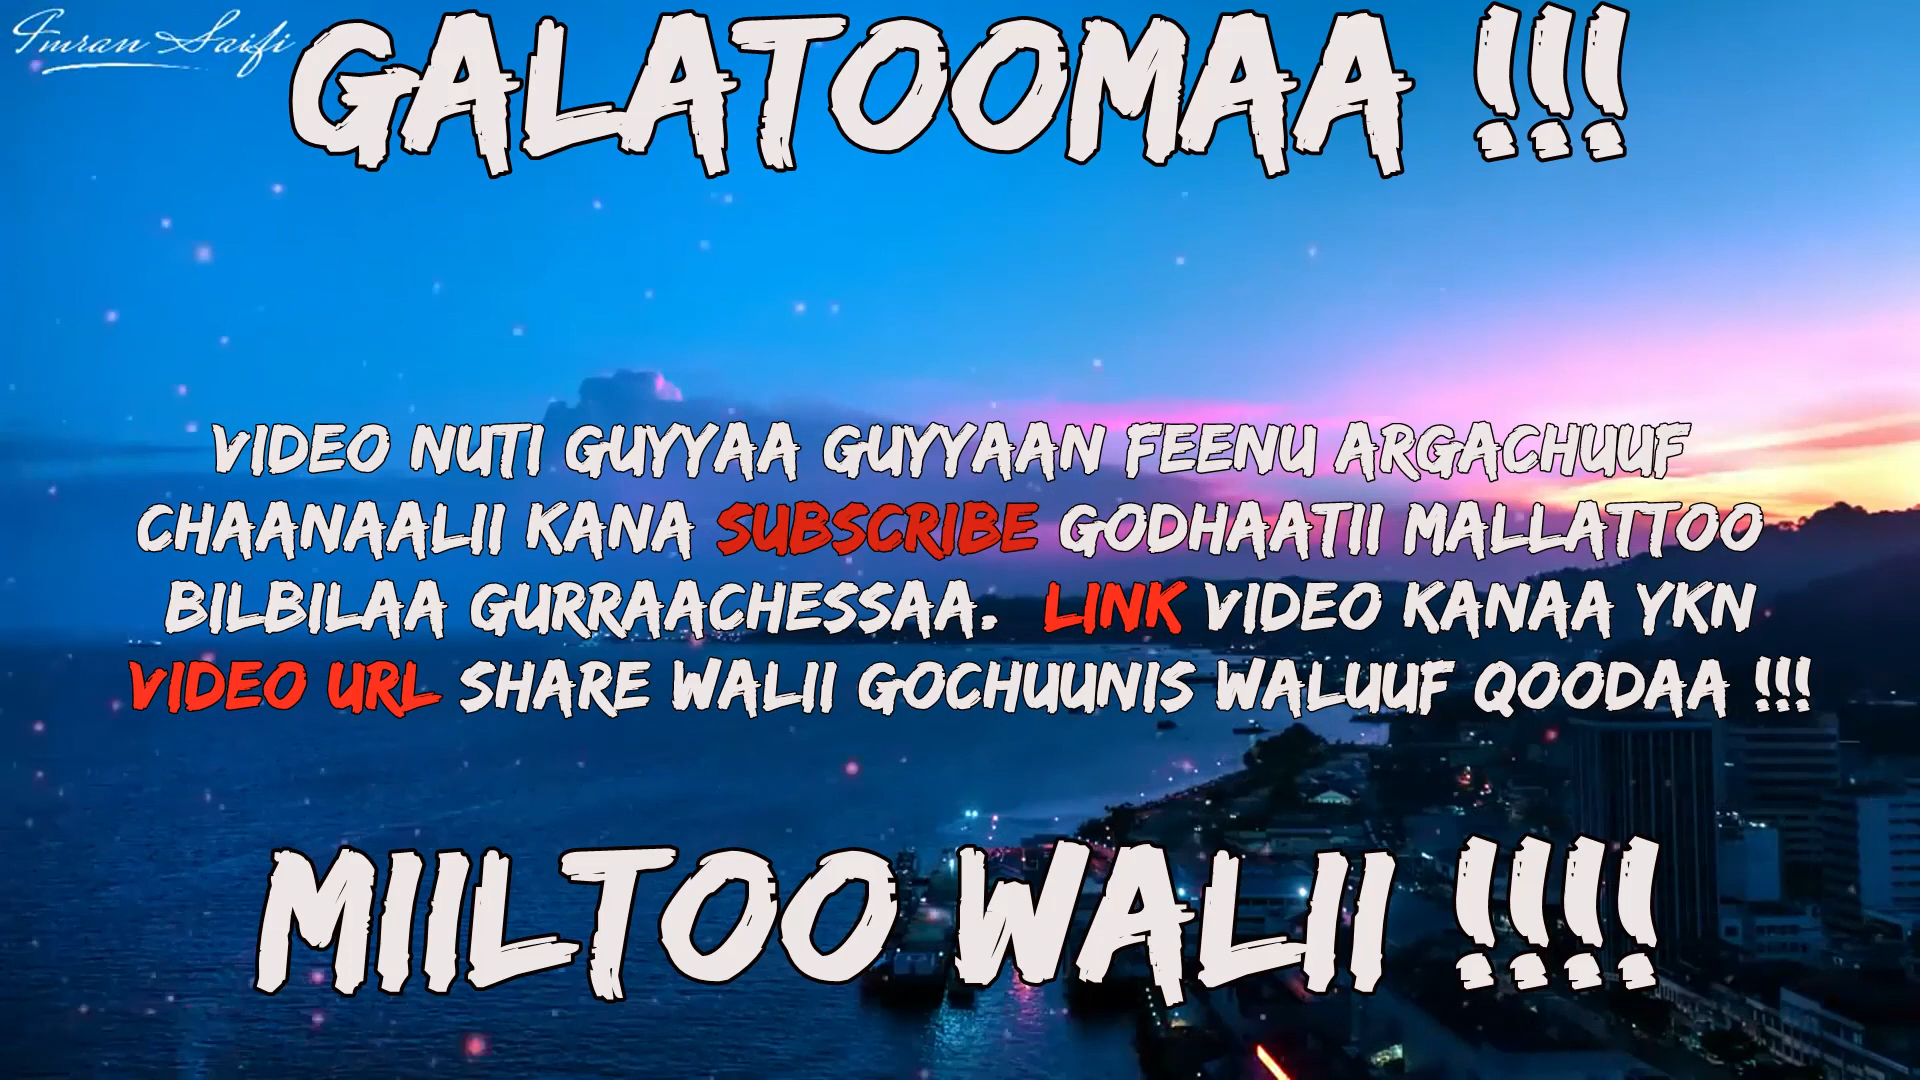 Imran Saifi
GALATOOMAA !!!
VIDEO NUTI GUYYAA GUYYAAN FEENU ARGACHUUF
CHAANAALII KANA SUBSCRIBE GODHAATII MALLATTOO
BILBILAA GURRAACHESSAA. LINK VIDEO KANAA YKN
VIDEO URL SHARE WALII GOCHUUNIS WALUUF QOODAA !!!
MIILTOO WALII !!!!